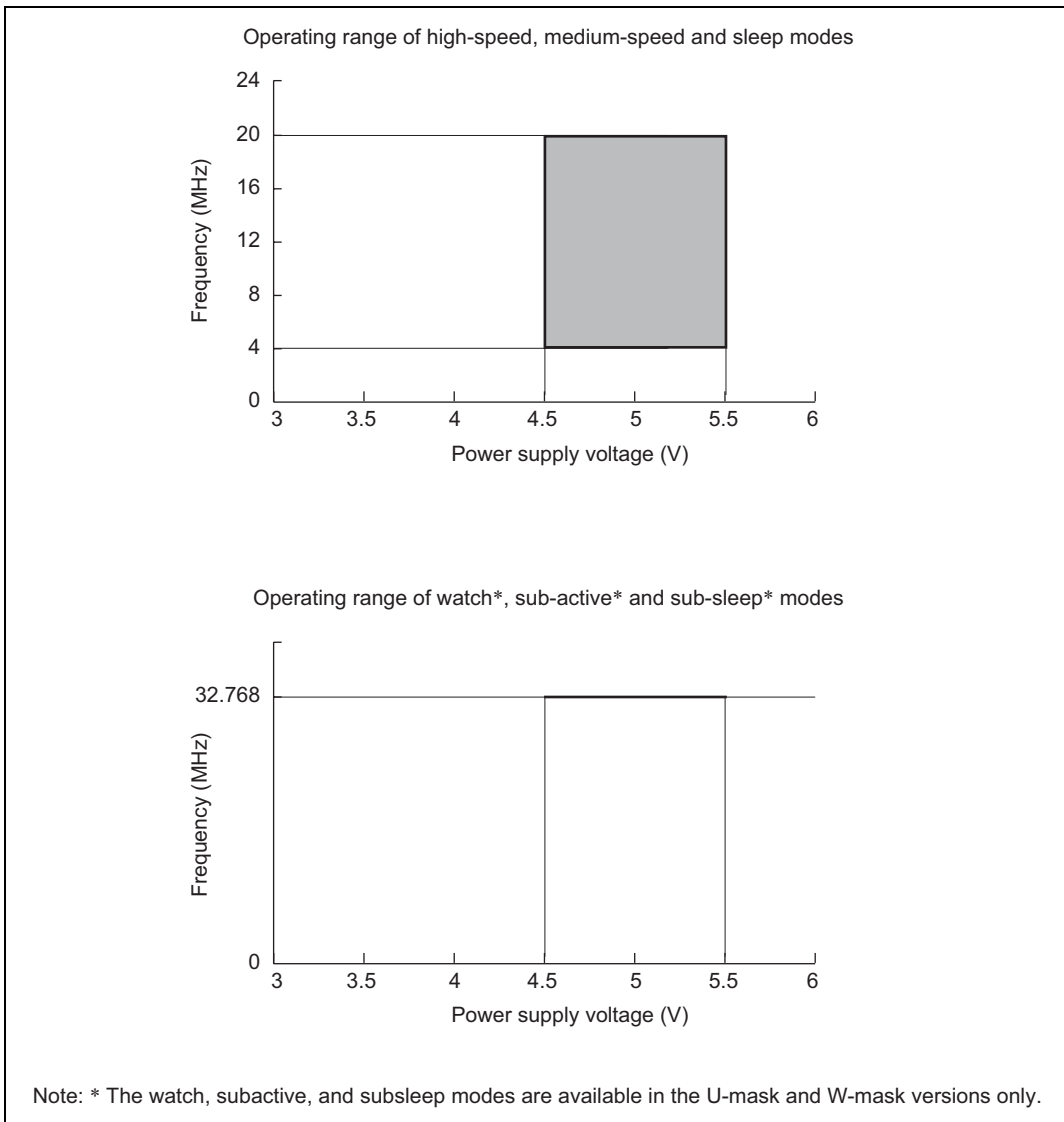 Operating range of high-speed, medium-speed and sleep modes
24
20
16
12
8
4
0
Frequency (MHz)
3 3.5 4 4.5 5 5.5 6
Power supply voltage (V)
Operating range of watch*, sub-active* and sub-sleep* modes
32.768
0
Frequency (MHz)
3 3.5 4 4.5 5 5.5 6
Power supply voltage (V)
Note: * The watch, subactive, and subsleep modes are available in the U-mask and W-mask versions only.